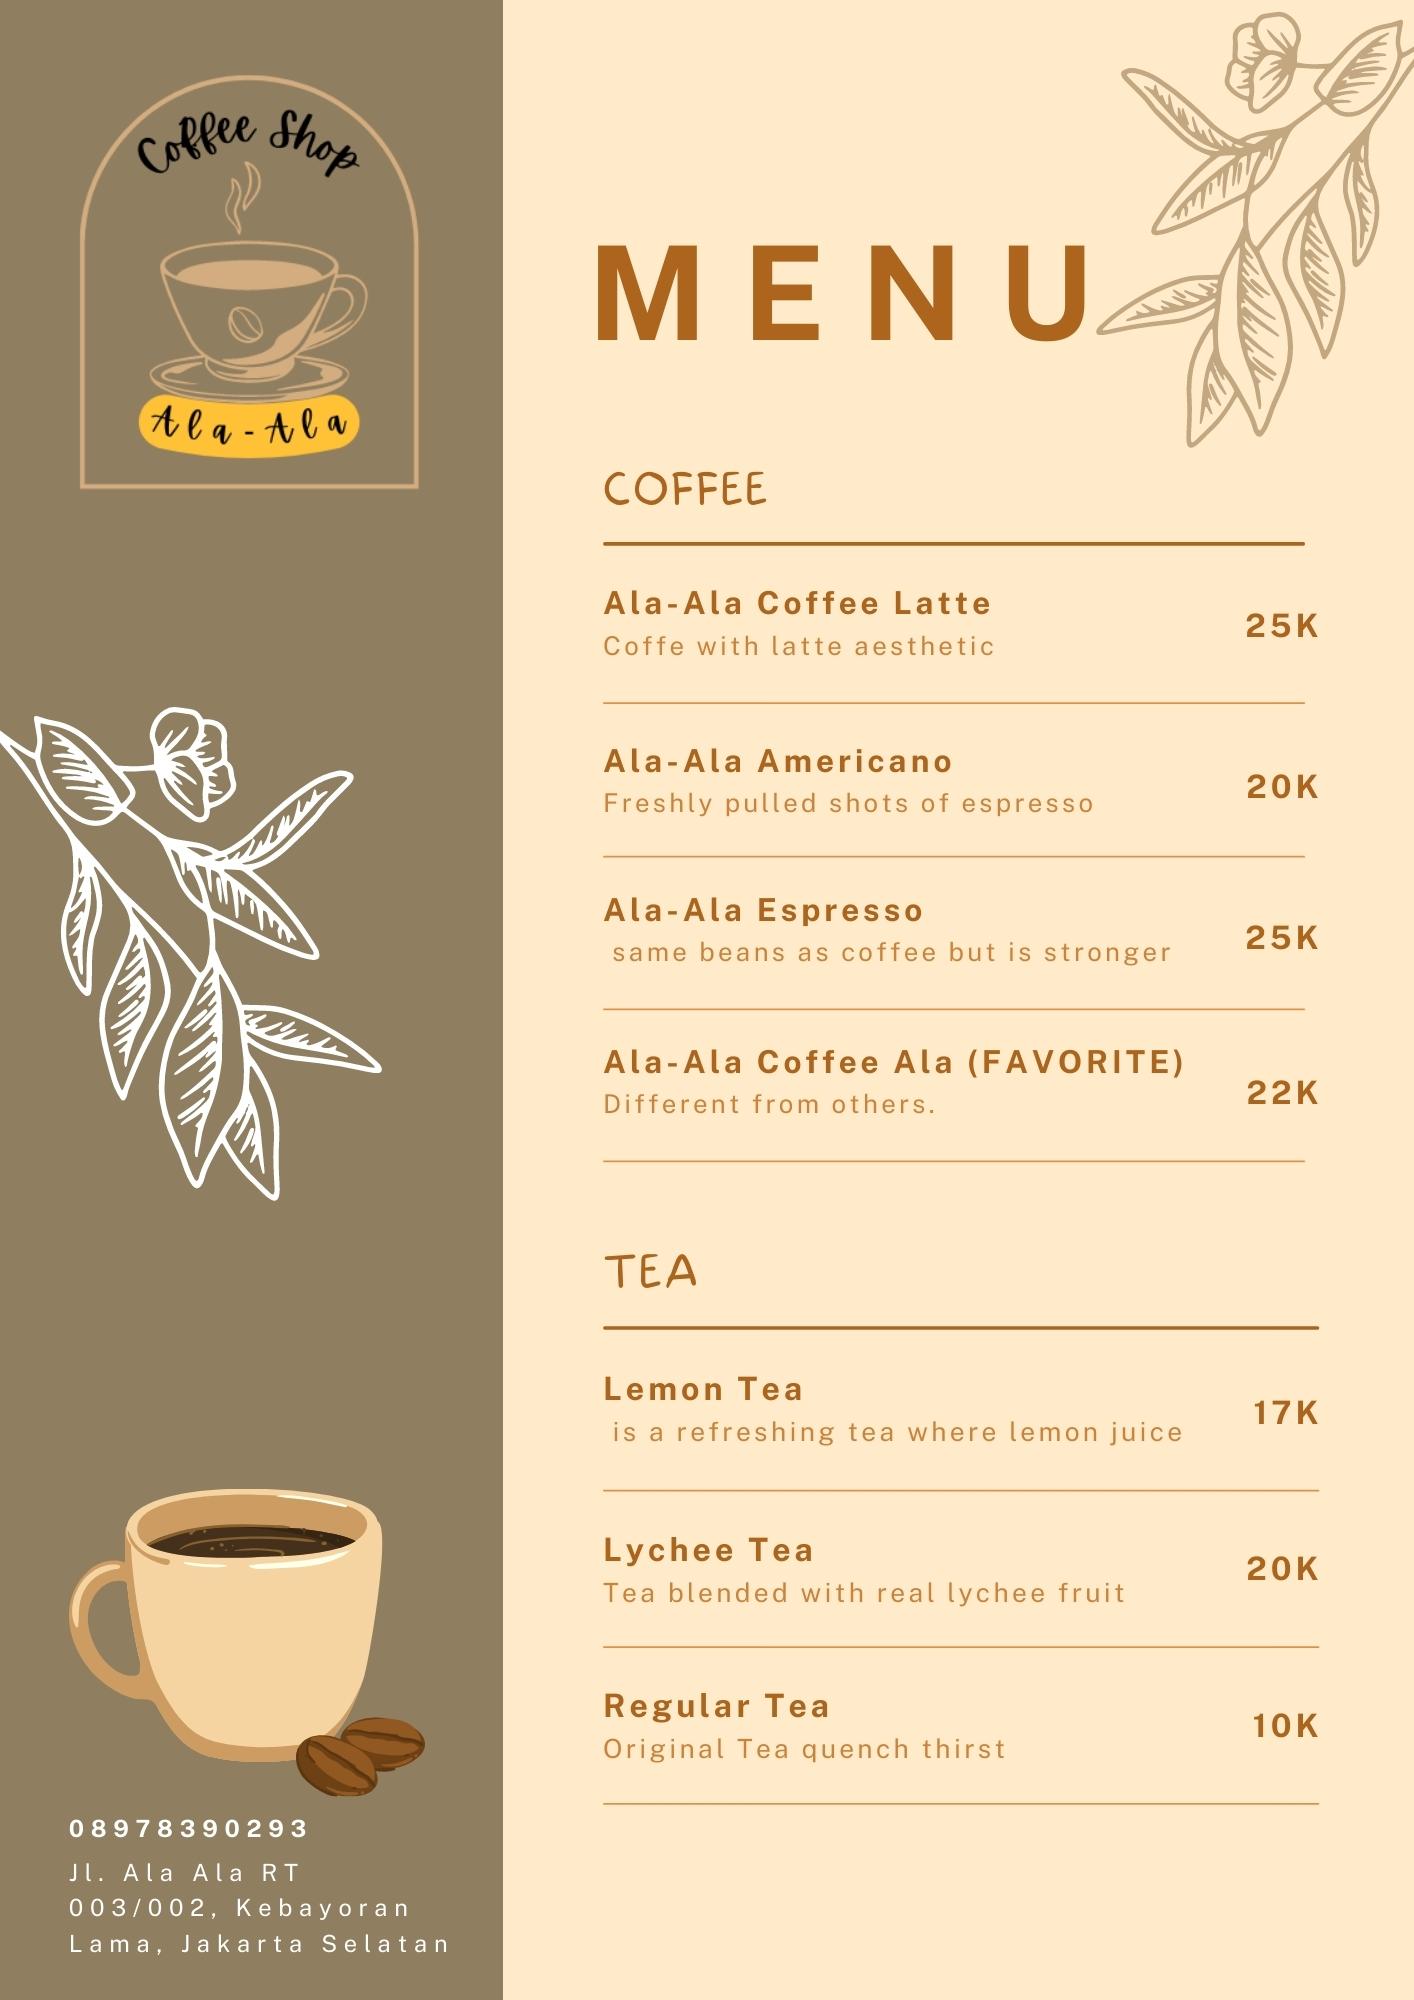 Coffee Shop
Ala-Ala
MENU
COFFEE
Ala-Ala Coffee Latte
Coffe with latte aesthetic
25K
Ala-Ala Americano
Freshly pulled shots of espresso
20K
Ala-Ala Espresso
same beans as coffee but is stronger
25K
Ala-Ala Coffee Ala (FAVORITE)
Different from others.
22K
TEA
Lemon Tea
is a refreshing tea where lemon juice
17K
Lychee Tea
Tea blended with real lychee fruit
20K
Regular Tea
Original Tea quench thirst
10K
08978390293
Jl. Ala Ala RT
003/002, Kebayoran
Lama, Jakarta Selatan